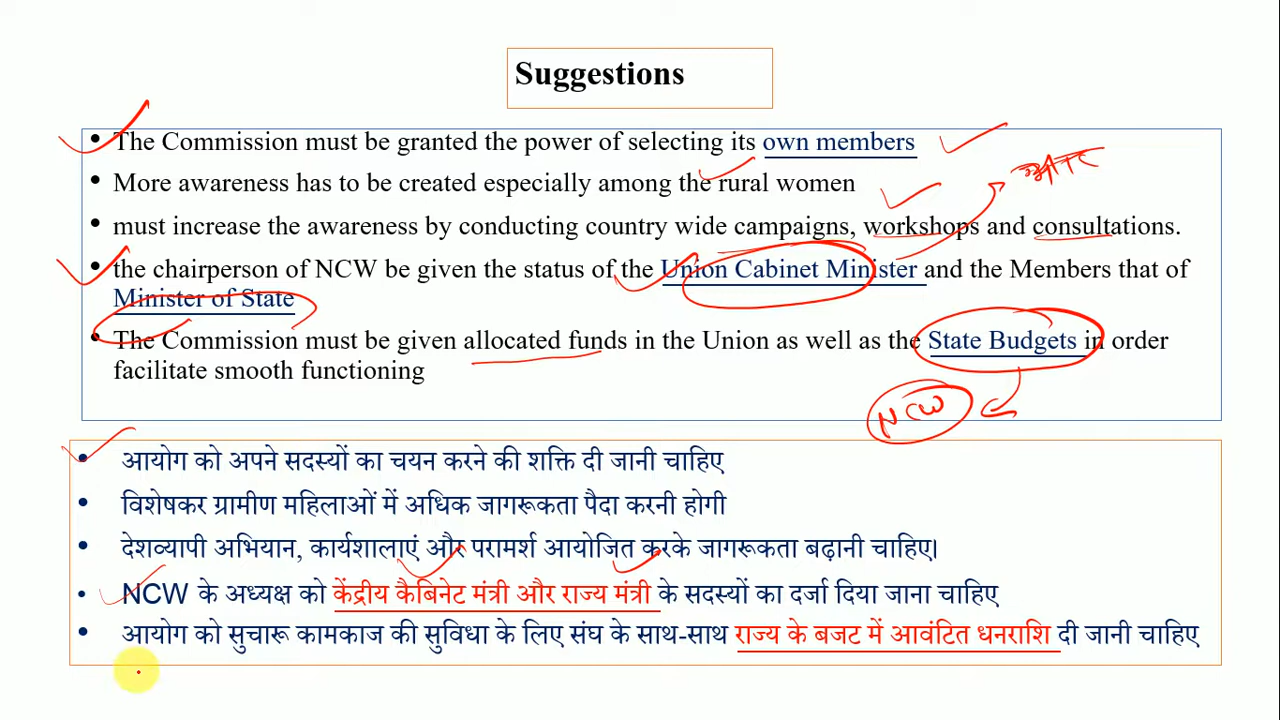 Suggestions
• The Commission must be granted the power of selecting its own members
• More awareness has to be created especially among the rural women
• must increase the awareness by conducting country wide campaigns, workshops and consultations.
• the chairperson of NCW be given the status of the Union Cabinet Minister and the Members that of
Minister of State
• The Commission must be given allocated funds in the Union as well as the State Budgets in order
facilitate smooth functioning
NCW
• आयोग को अपने सदस्यों का चयन करने की शक्ति दी जानी चाहिए
• विशेषकर ग्रामीण महिलाओं में अधिक जागरूकता पैदा करनी होगी
• देशव्यापी अभियान, कार्यशालाएं और परामर्श आयोजित करके जागरूकता बढ़ानी चाहिए।
• NCW के अध्यक्ष को केंद्रीय कैबिनेट मंत्री और राज्य मंत्री के सदस्यों का दर्जा दिया जाना चाहिए
• आयोग को सुचारू कामकाज की सुविधा के लिए संघ के साथ-साथ राज्य के बजट में आवंटित धनराशि दी जानी चाहिए